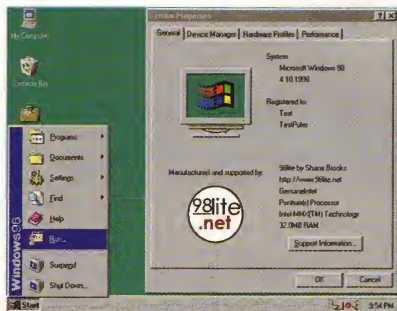 My Computer
Recycle Bin
System Properties
General
Device Manager
Hardware Profiles
Performance
System:
Microsoft Windows 98
4.10.1998
Registered to:
Test
TestPuter
Manufactured and supported by:
98lite by Shane Brooks
http://www.98lite.net
GenuineIntel
Pentium(r) Processor
Intel MMX(TM) Technology
32.0MB RAM
98lite
.net
Support Information...
OK
Cancel
Programs
Documents
Settings
Find
Help
Run...
Suspend
Shut Down...
Windows98
Start
9:54 PM